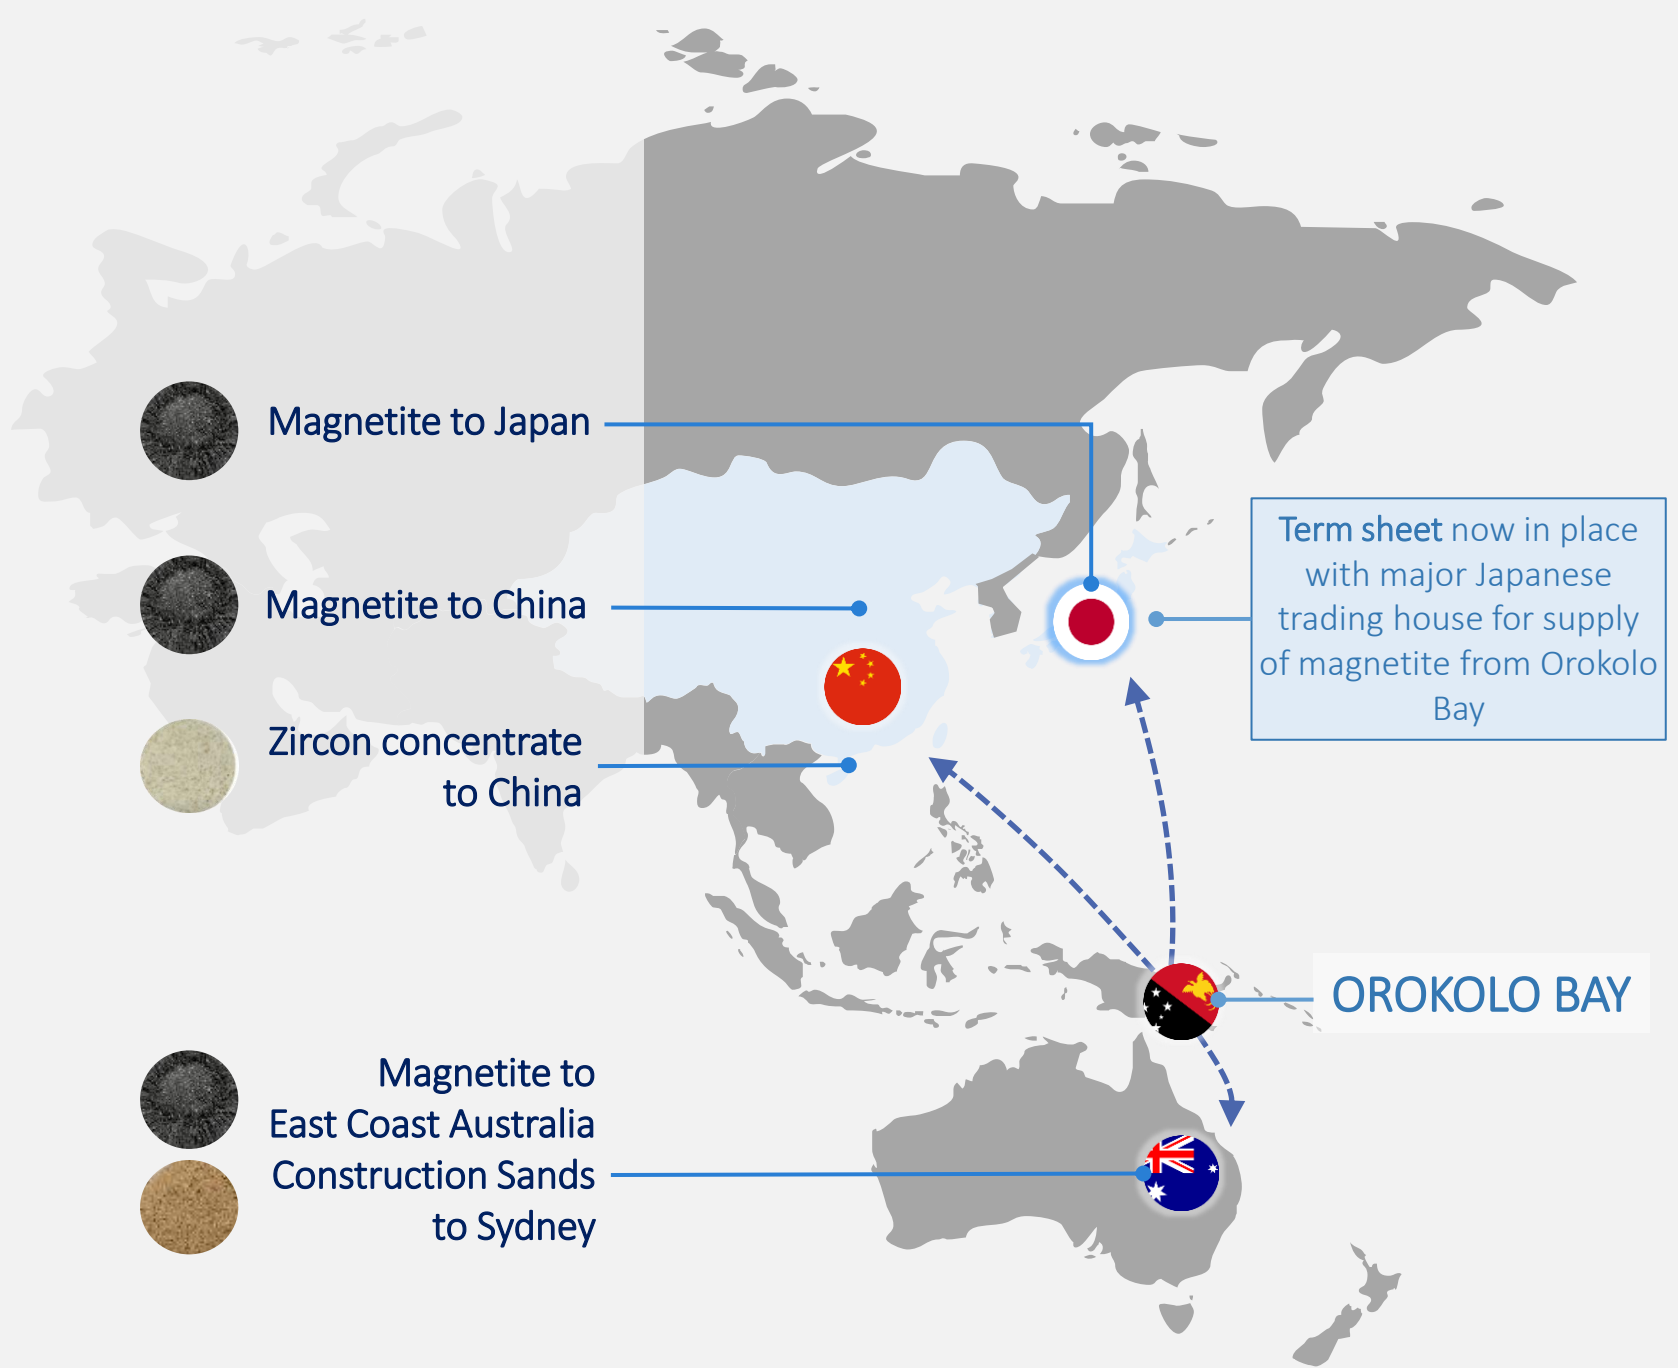 Magnetite to Japan
Term sheet now in place
with major Japanese
trading house for supply
of magnetite from Orokolo
Bay
Magnetite to China
Zircon concentrate
to China
OROKOLO BAY
Magnetite to
East Coast Australia
Construction Sands
to Sydney